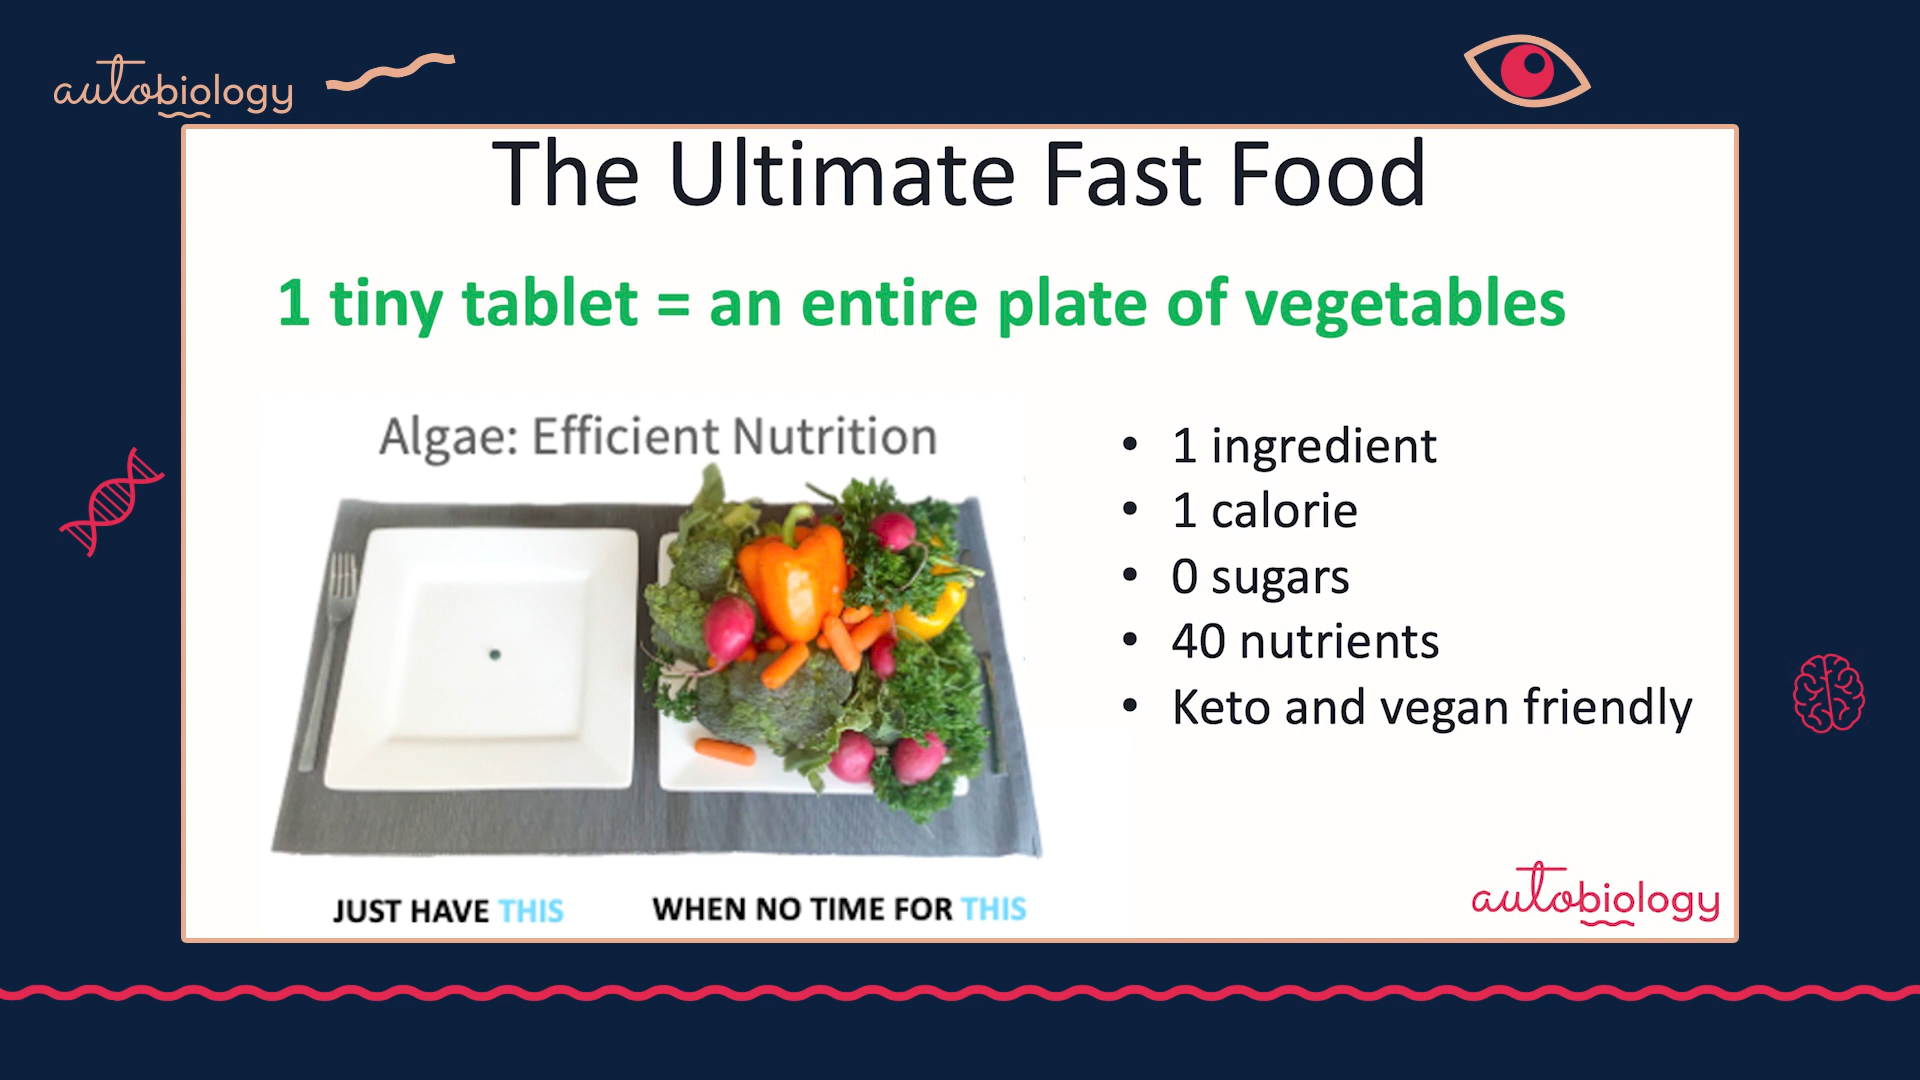 autobiology
The Ultimate Fast Food
1 tiny tablet = an entire plate of vegetables
Algae: Efficient Nutrition
JUST HAVE THIS
WHEN NO TIME FOR THIS
• 1 ingredient
• 1 calorie
• 0 sugars
• 40 nutrients
• Keto and vegan friendly
autobiology